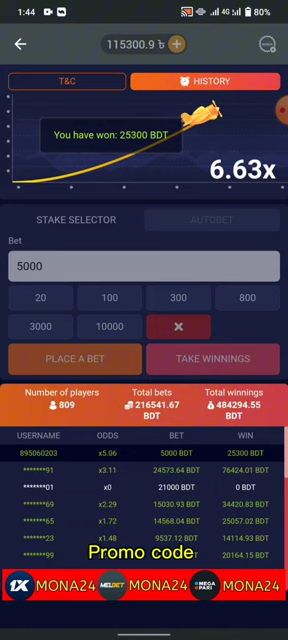 1:44
4G
80%
115300.9 ৳
T&C
HISTORY
You have won: 25300 BDT
6.63x
STAKE SELECTOR
AUTOBET
Bet
5000
20
100
300
800
3000
10000
PLACE A BET
TAKE WINNINGS
Number of players
Total bets
Total winnings
809
216541.67
484294.55
BDT
BDT
USERNAME
ODDS
BET
WIN
895060203
x5.06
5000 BDT
25300 BDT
*******91
x3.11
24573.64 BDT
76424.01 BDT
*******01
x0
21000 BDT
0 BDT
*******69
x2.29
15030.93 BDT
34420.83 BDT
*******65
x1.72
14568.04 BDT
25057.02 BDT
*******23
x1.48
9537.12 BDT
14114.93 BDT
*******99
20164.15 BDT
Promo code
1X
MONA24
MELBET
MONA24
MEGA
PARI
MONA24